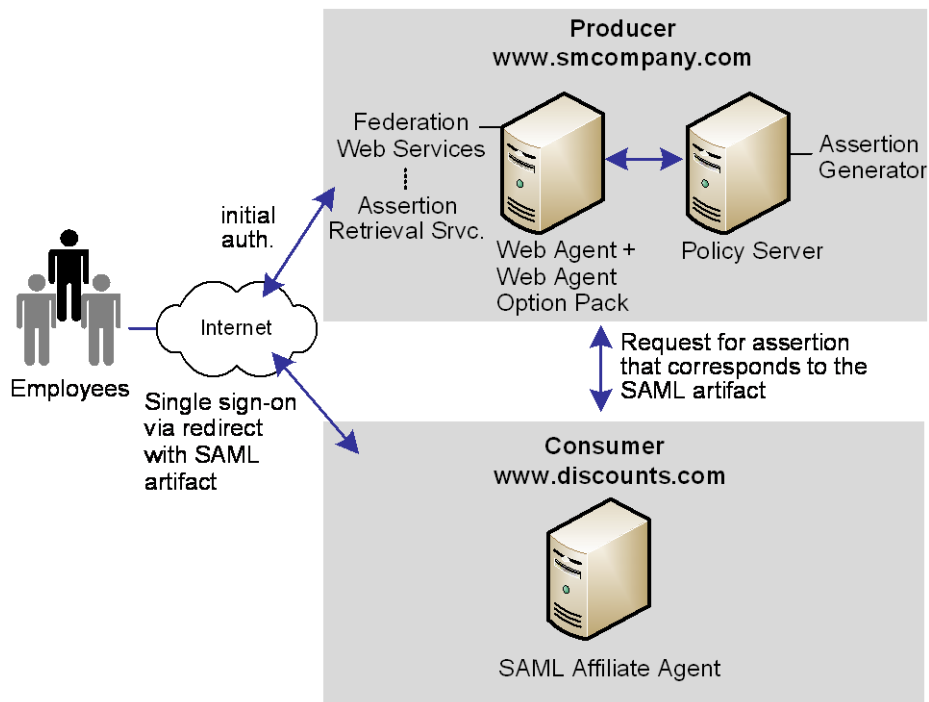 Producer
www.smcompany.com
Federation
Web Services
Assertion
Retrieval Srvc.
Assertion
Generator
Web Agent +
Web Agent
Option Pack
Policy Server
initial
auth.
Internet
Employees
Single sign-on
via redirect
with SAML
artifact
Request for assertion
that corresponds to the
SAML artifact
Consumer
www.discounts.com
SAML Affiliate Agent